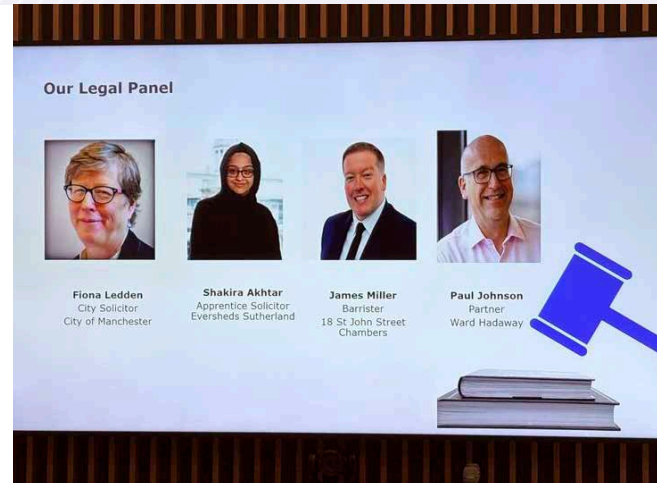 Our Legal Panel
Fiona Ledden
City Solicitor
City of Manchester
Shakira Akhtar
Apprentice Solicitor
Eversheds Sutherland
James Miller
Barrister
18 St John Street
Chambers
Paul Johnson
Partner
Ward Hadaway